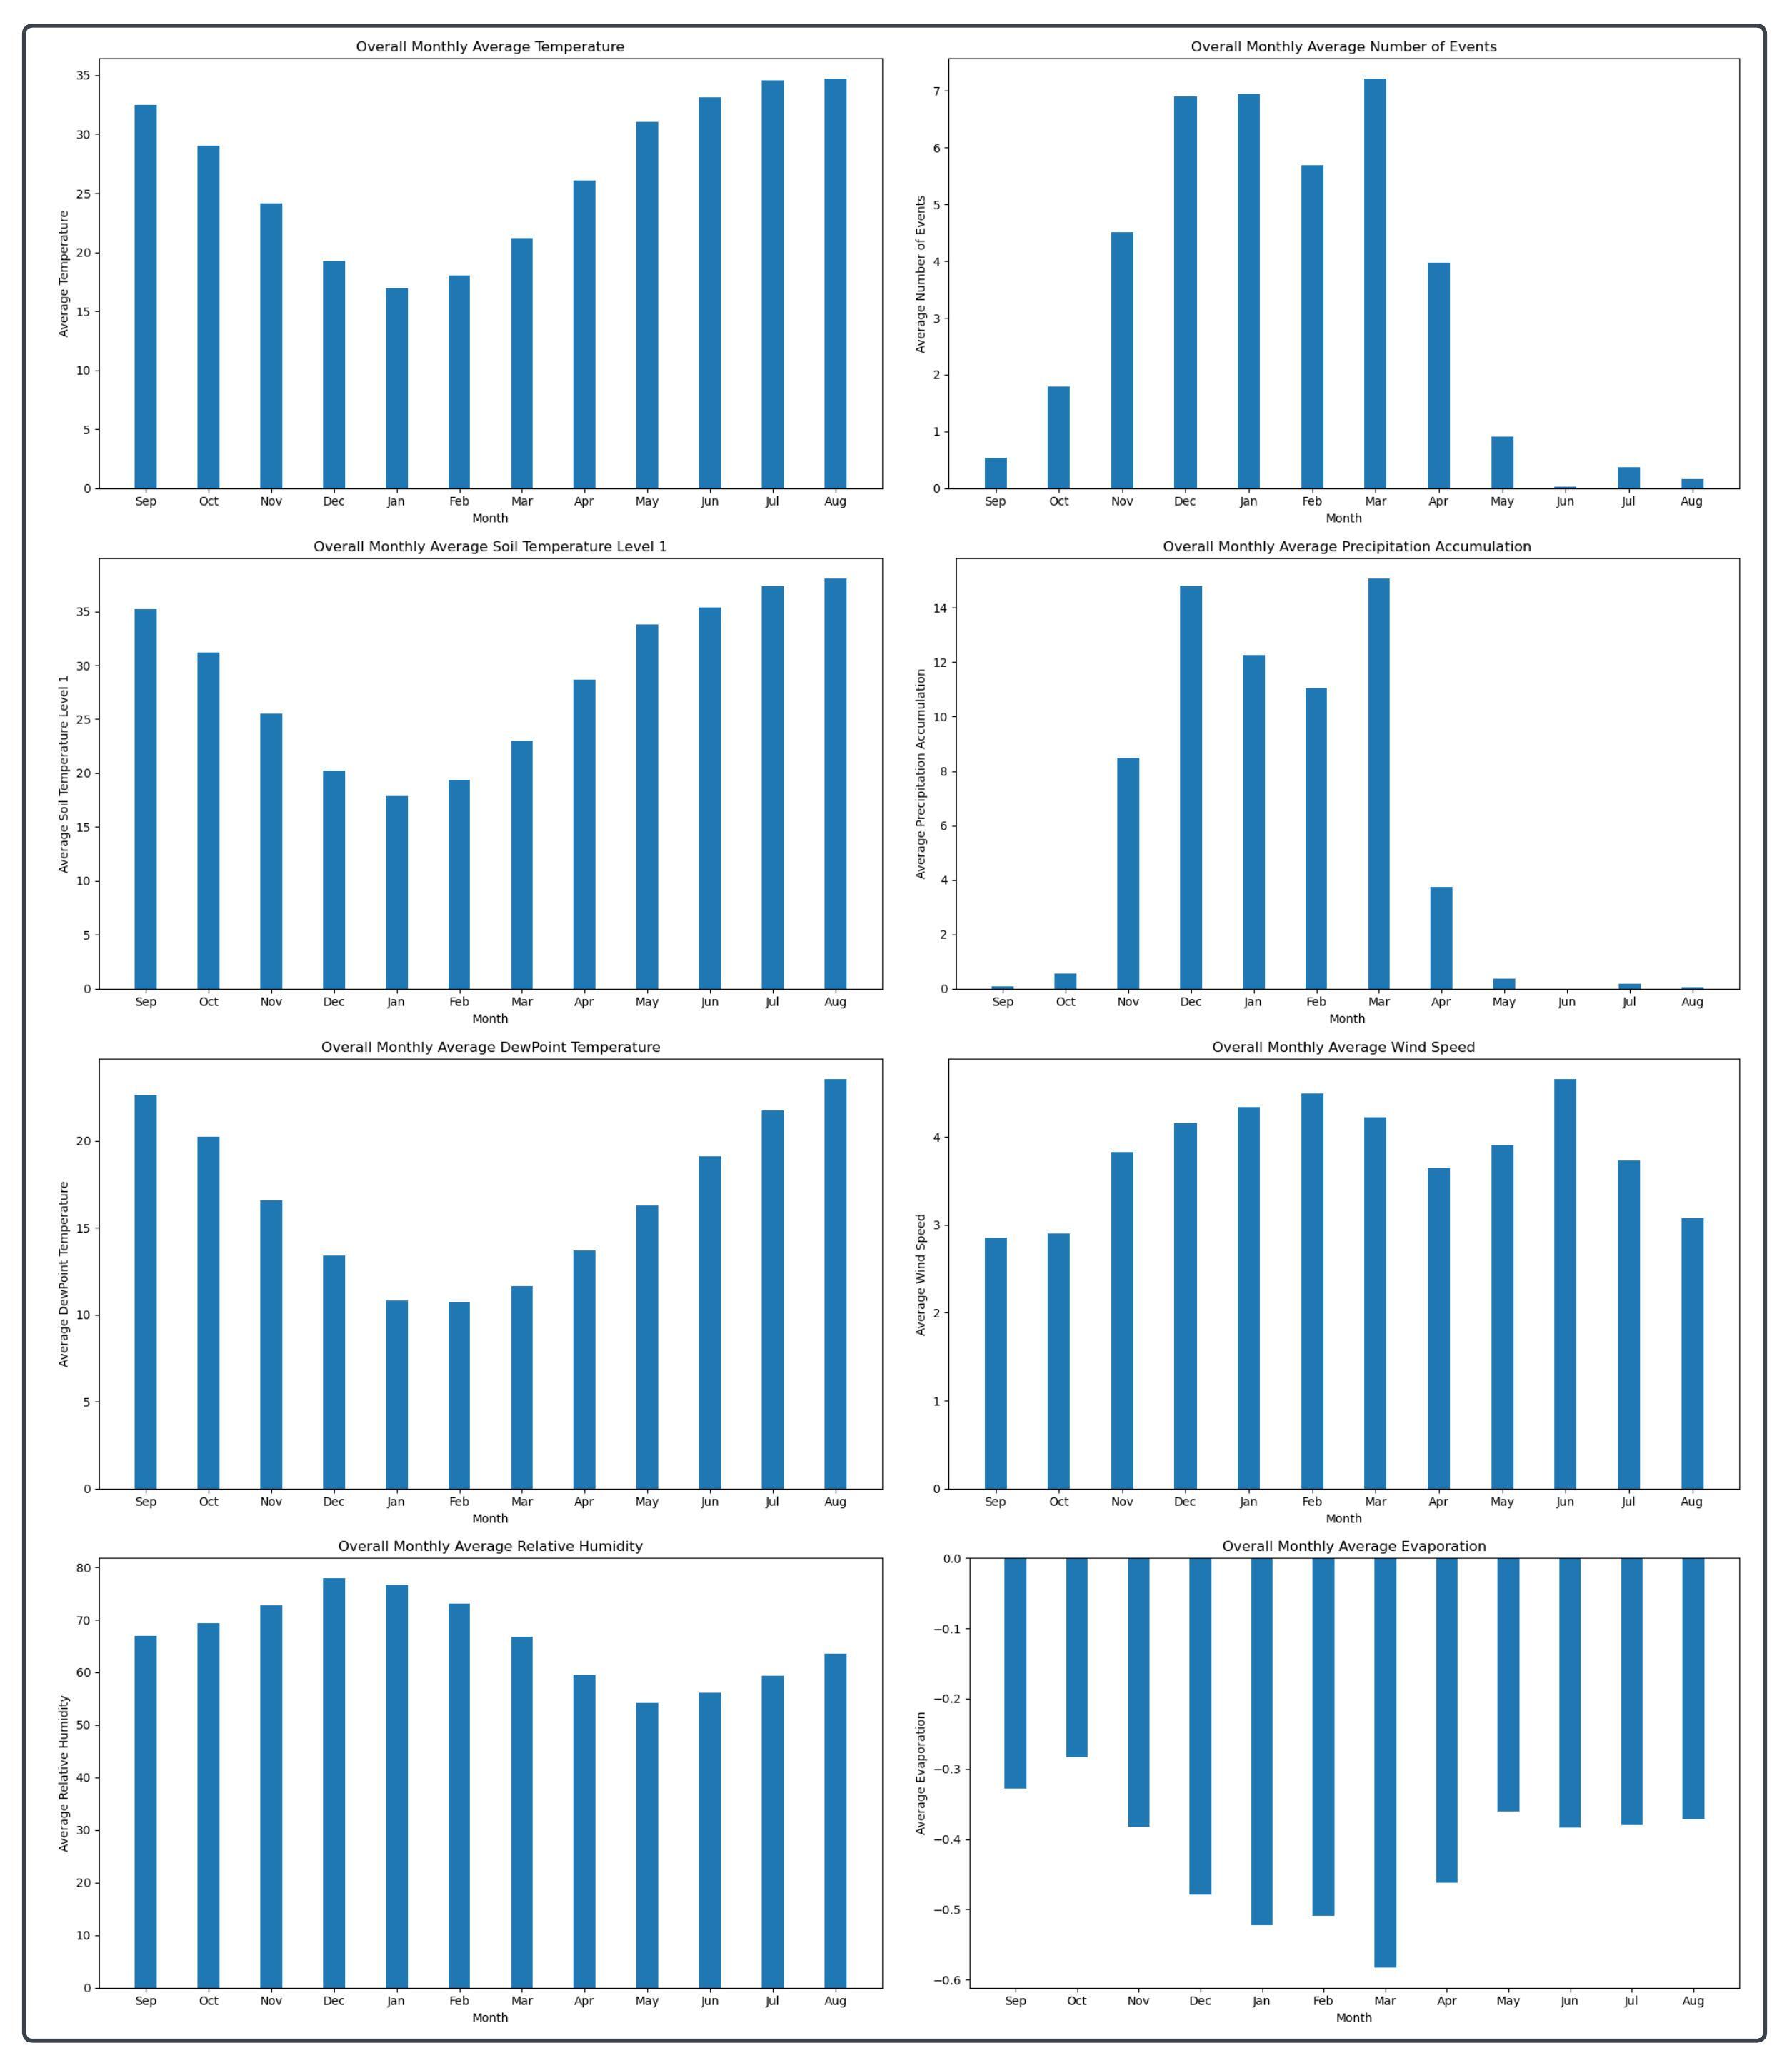 Overall Monthly Average Temperature
Average Temperature
35
30
25
20
15
10
5
0
Sep Oct Nov Dec Jan Feb Mar Apr May Jun Jul Aug
Month
Overall Monthly Average Number of Events
Average Number of Events
7
6
5
4
3
2
1
0
Sep Oct Nov Dec Jan Feb Mar Apr May Jun Jul Aug
Month
Overall Monthly Average Soil Temperature Level 1
Average Soil Temperature Level 1
35
30
25
20
15
10
5
0
Sep Oct Nov Dec Jan Feb Mar Apr May Jun Jul Aug
Month
Overall Monthly Average Precipitation Accumulation
Average Precipitation Accumulation
14
12
10
8
6
4
2
0
Sep Oct Nov Dec Jan Feb Mar Apr May Jun Jul Aug
Month
Overall Monthly Average DewPoint Temperature
Average DewPoint Temperature
20
15
10
5
0
Sep Oct Nov Dec Jan Feb Mar Apr May Jun Jul Aug
Month
Overall Monthly Average Wind Speed
Average Wind Speed
4
3
2
1
0
Sep Oct Nov Dec Jan Feb Mar Apr May Jun Jul Aug
Month
Overall Monthly Average Relative Humidity
Average Relative Humidity
80
70
60
50
40
30
20
10
0
Sep Oct Nov Dec Jan Feb Mar Apr May Jun Jul Aug
Month
Overall Monthly Average Evaporation
Average Evaporation
0.0
−0.1
−0.2
−0.3
−0.4
−0.5
−0.6
Sep Oct Nov Dec Jan Feb Mar Apr May Jun Jul Aug
Month